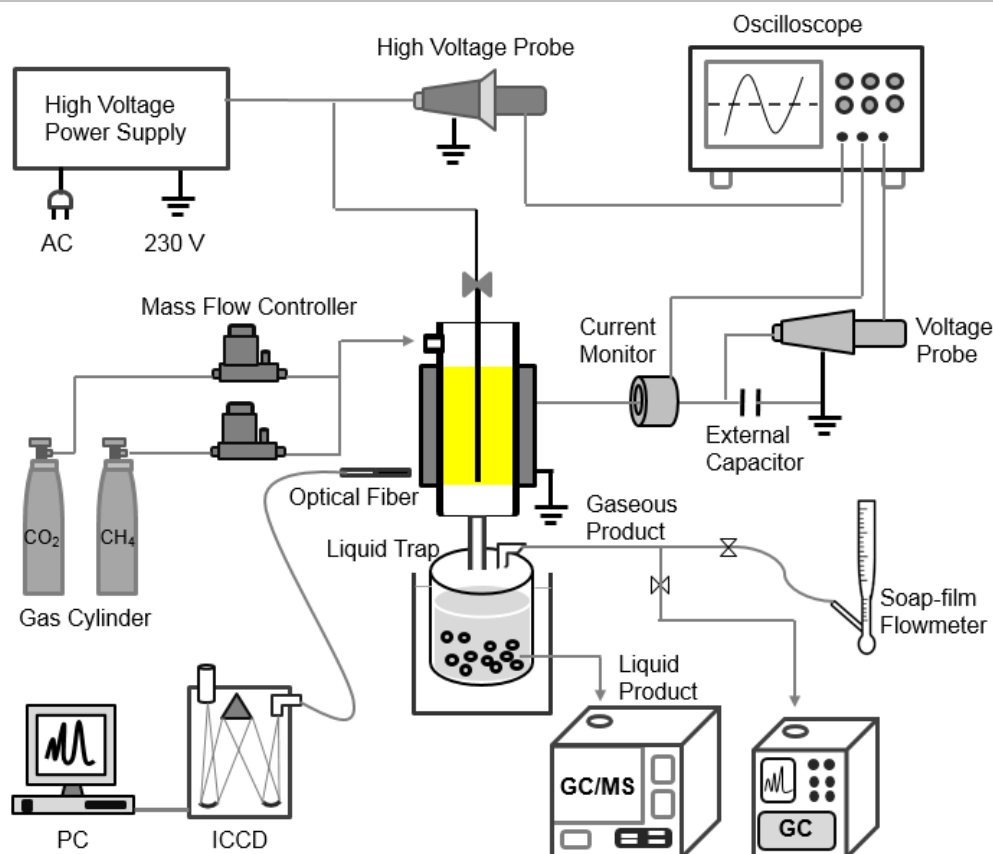 Oscilloscope
High Voltage Probe
High Voltage
Power Supply
AC
230 V
Mass Flow Controller
Current
Monitor
Voltage
Probe
External
Capacitor
Optical Fiber
Gaseous
Product
CO₂
CH₄
Liquid Trap
Gas Cylinder
Soap-film
Flowmeter
Liquid
Product
GC/MS
GC
PC
ICCD